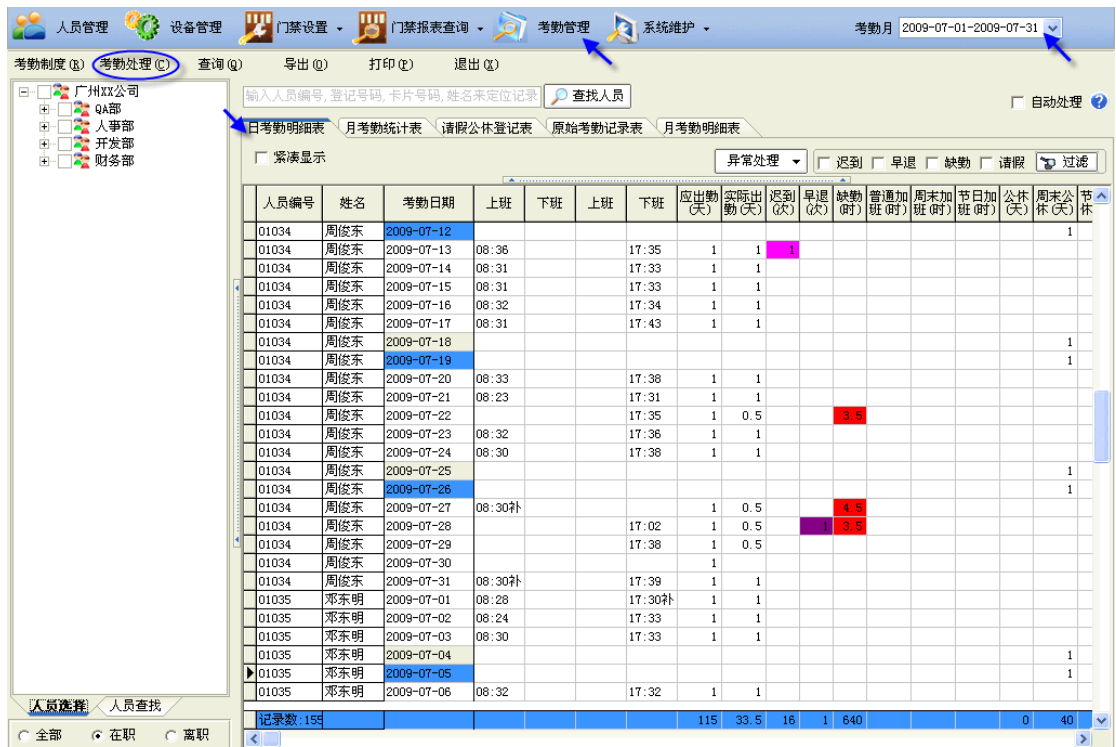 人员管理 设备管理 门禁设置 门禁报表查询 考勤管理 系统维护 考勤月 2009-07-01-2009-07-31
考勤制度(R) 考勤处理(C) 查询(Q) 导出(O) 打印(P) 退出(X)
广州XX公司
QA部
人事部
开发部
财务部
输入人员编号,登记号码,卡片号码,姓名来定位记录 查找人员 自动处理
日考勤明细表 月考勤统计表 请假公休登记表 原始考勤记录表 月考勤明细表
紧凑显示 异常处理 迟到 早退 缺勤 请假 过滤
人员编号 姓名 考勤日期 上班 下班 上班 下班 应出勤(天) 实际出勤(天) 迟到(次) 早退(次) 缺勤(时) 普通加班(时) 周末加班(时) 节日加班(时) 公休(天) 周末公休(天) 节休
01034 周俊东 2009-07-12 1
01034 周俊东 2009-07-13 08:36 17:35 1 1 1
01034 周俊东 2009-07-14 08:31 17:33 1 1
01034 周俊东 2009-07-15 08:31 17:33 1 1
01034 周俊东 2009-07-16 08:32 17:34 1 1
01034 周俊东 2009-07-17 08:31 17:43 1 1
01034 周俊东 2009-07-18 1
01034 周俊东 2009-07-19 1
01034 周俊东 2009-07-20 08:33 17:38 1 1
01034 周俊东 2009-07-21 08:23 17:31 1 1
01034 周俊东 2009-07-22 17:35 1 0.5 3.5
01034 周俊东 2009-07-23 08:32 17:36 1 1
01034 周俊东 2009-07-24 08:30 17:38 1 1
01034 周俊东 2009-07-25 1
01034 周俊东 2009-07-26 1
01034 周俊东 2009-07-27 08:30补 1 0.5 4.5
01034 周俊东 2009-07-28 17:02 1 0.5 1 3.5
01034 周俊东 2009-07-29 17:38 1 0.5
01034 周俊东 2009-07-30 1
01034 周俊东 2009-07-31 08:30补 17:39 1 1
01035 邓东明 2009-07-01 08:28 17:30补 1 1
01035 邓东明 2009-07-02 08:24 17:33 1 1
01035 邓东明 2009-07-03 08:30 17:33 1 1
01035 邓东明 2009-07-04 1
01035 邓东明 2009-07-05 1
01035 邓东明 2009-07-06 08:32 17:32 1 1
人员选择 人员查找
记录数:155 115 33.5 16 1 640 0 40
全部 在职 离职